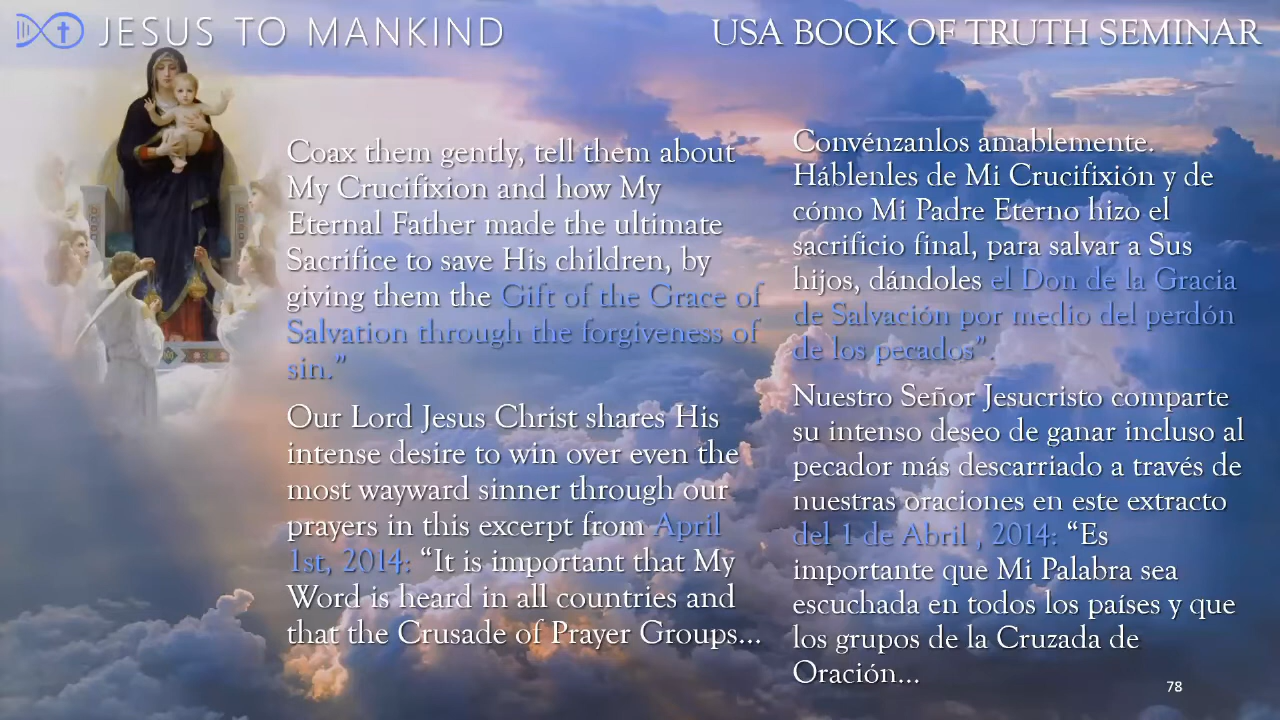 JESUS TO MANKIND
USA BOOK OF TRUTH SEMINAR
Coax them gently, tell them about
My Crucifixion and how My
Eternal Father made the ultimate
Sacrifice to save His children, by
giving them the Gift of the Grace of
Salvation through the forgiveness of
sin.”
Our Lord Jesus Christ shares His
intense desire to win over even the
most wayward sinner through our
prayers in this excerpt from April
1st, 2014: “It is important that My
Word is heard in all countries and
that the Crusade of Prayer Groups...
Convénzanlos amablemente.
Háblenles de Mi Crucifixión y de
cómo Mi Padre Eterno hizo el
sacrificio final, para salvar a Sus
hijos, dándoles el Don de la Gracia
de Salvación por medio del perdón
de los pecados”.
Nuestro Señor Jesucristo comparte
su intenso deseo de ganar incluso al
pecador más descarriado a través de
nuestras oraciones en este extracto
del 1 de Abril , 2014: “Es
importante que Mi Palabra sea
escuchada en todos los países y que
los grupos de la Cruzada de
Oración...
78